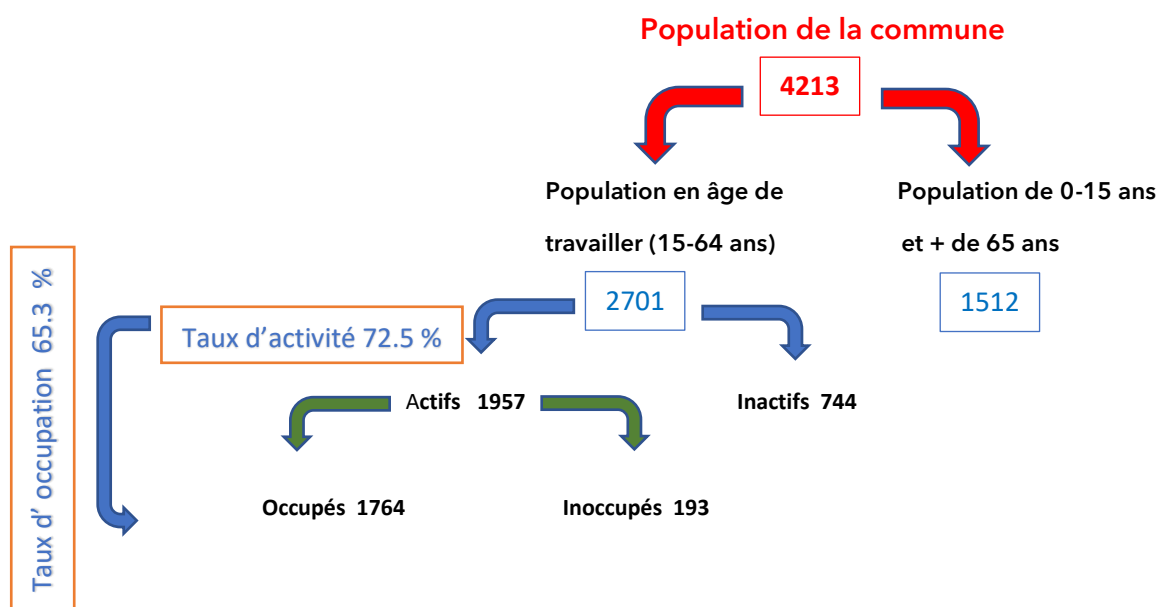 Population de la commune
4213
Population en âge de
travailler (15-64 ans)
Population de 0-15 ans
et + de 65 ans
2701
1512
Taux d'activité 72.5 %
Taux d' occupation 65.3 %
Actifs 1957
Inactifs 744
Occupés 1764
Inoccupés 193